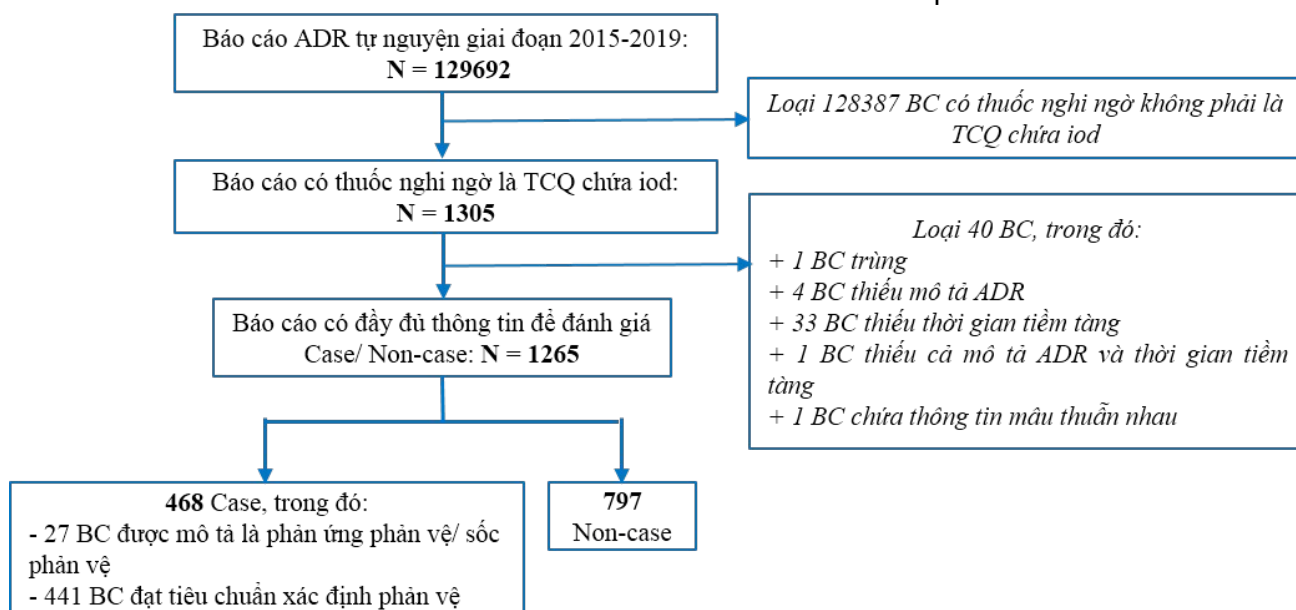 Báo cáo ADR tự nguyện giai đoạn 2015-2019:
N = 129692
Loại 128387 BC có thuốc nghi ngờ không phải là
TCQ chứa iod
Báo cáo có thuốc nghi ngờ là TCQ chứa iod:
N = 1305
Loại 40 BC, trong đó:
+ 1 BC trùng
+ 4 BC thiếu mô tả ADR
+ 33 BC thiếu thời gian tiềm tàng
+ 1 BC thiếu cả mô tả ADR và thời gian tiềm
tàng
+ 1 BC chứa thông tin mâu thuẫn nhau
Báo cáo có đầy đủ thông tin để đánh giá
Case/ Non-case: N = 1265
468 Case, trong đó:
- 27 BC được mô tả là phản ứng phản vệ/ sốc
phản vệ
- 441 BC đạt tiêu chuẩn xác định phản vệ
797
Non-case